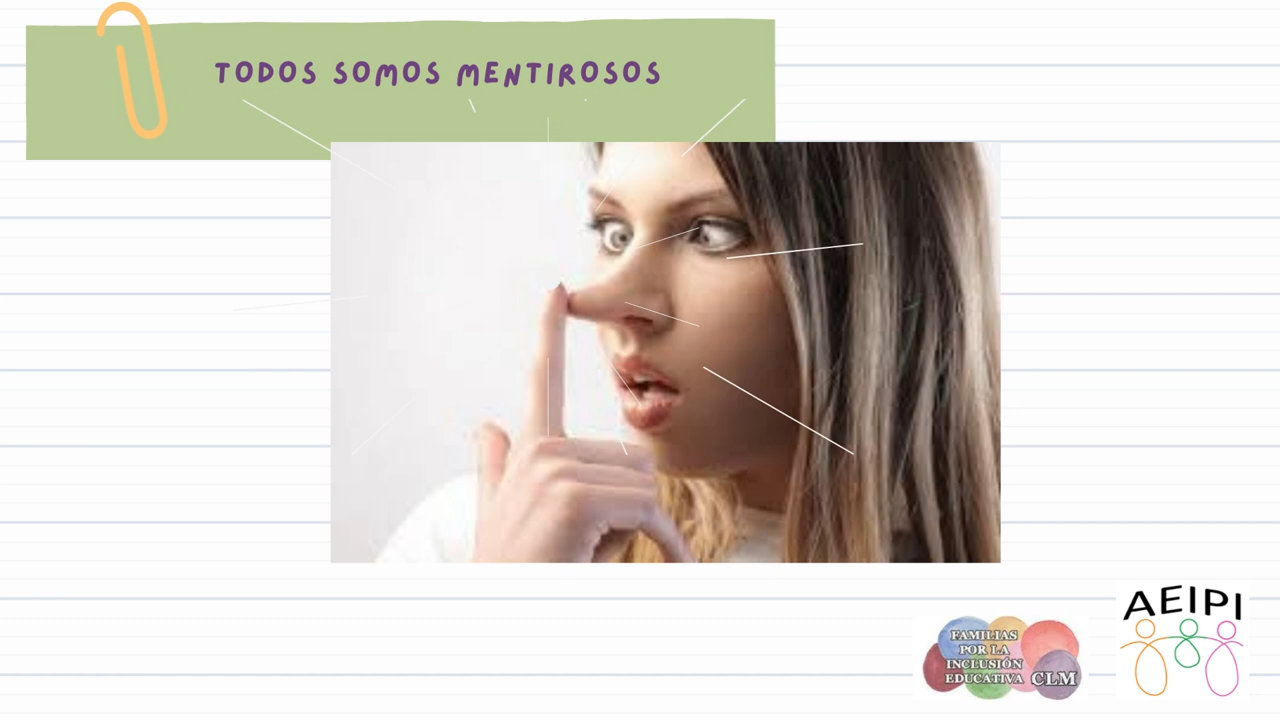 TODOS SOMOS MENTIROSOS
FAMILIAS
POR LA
INCLUSIÓN
EDUCATIVA CLM
AEIPI